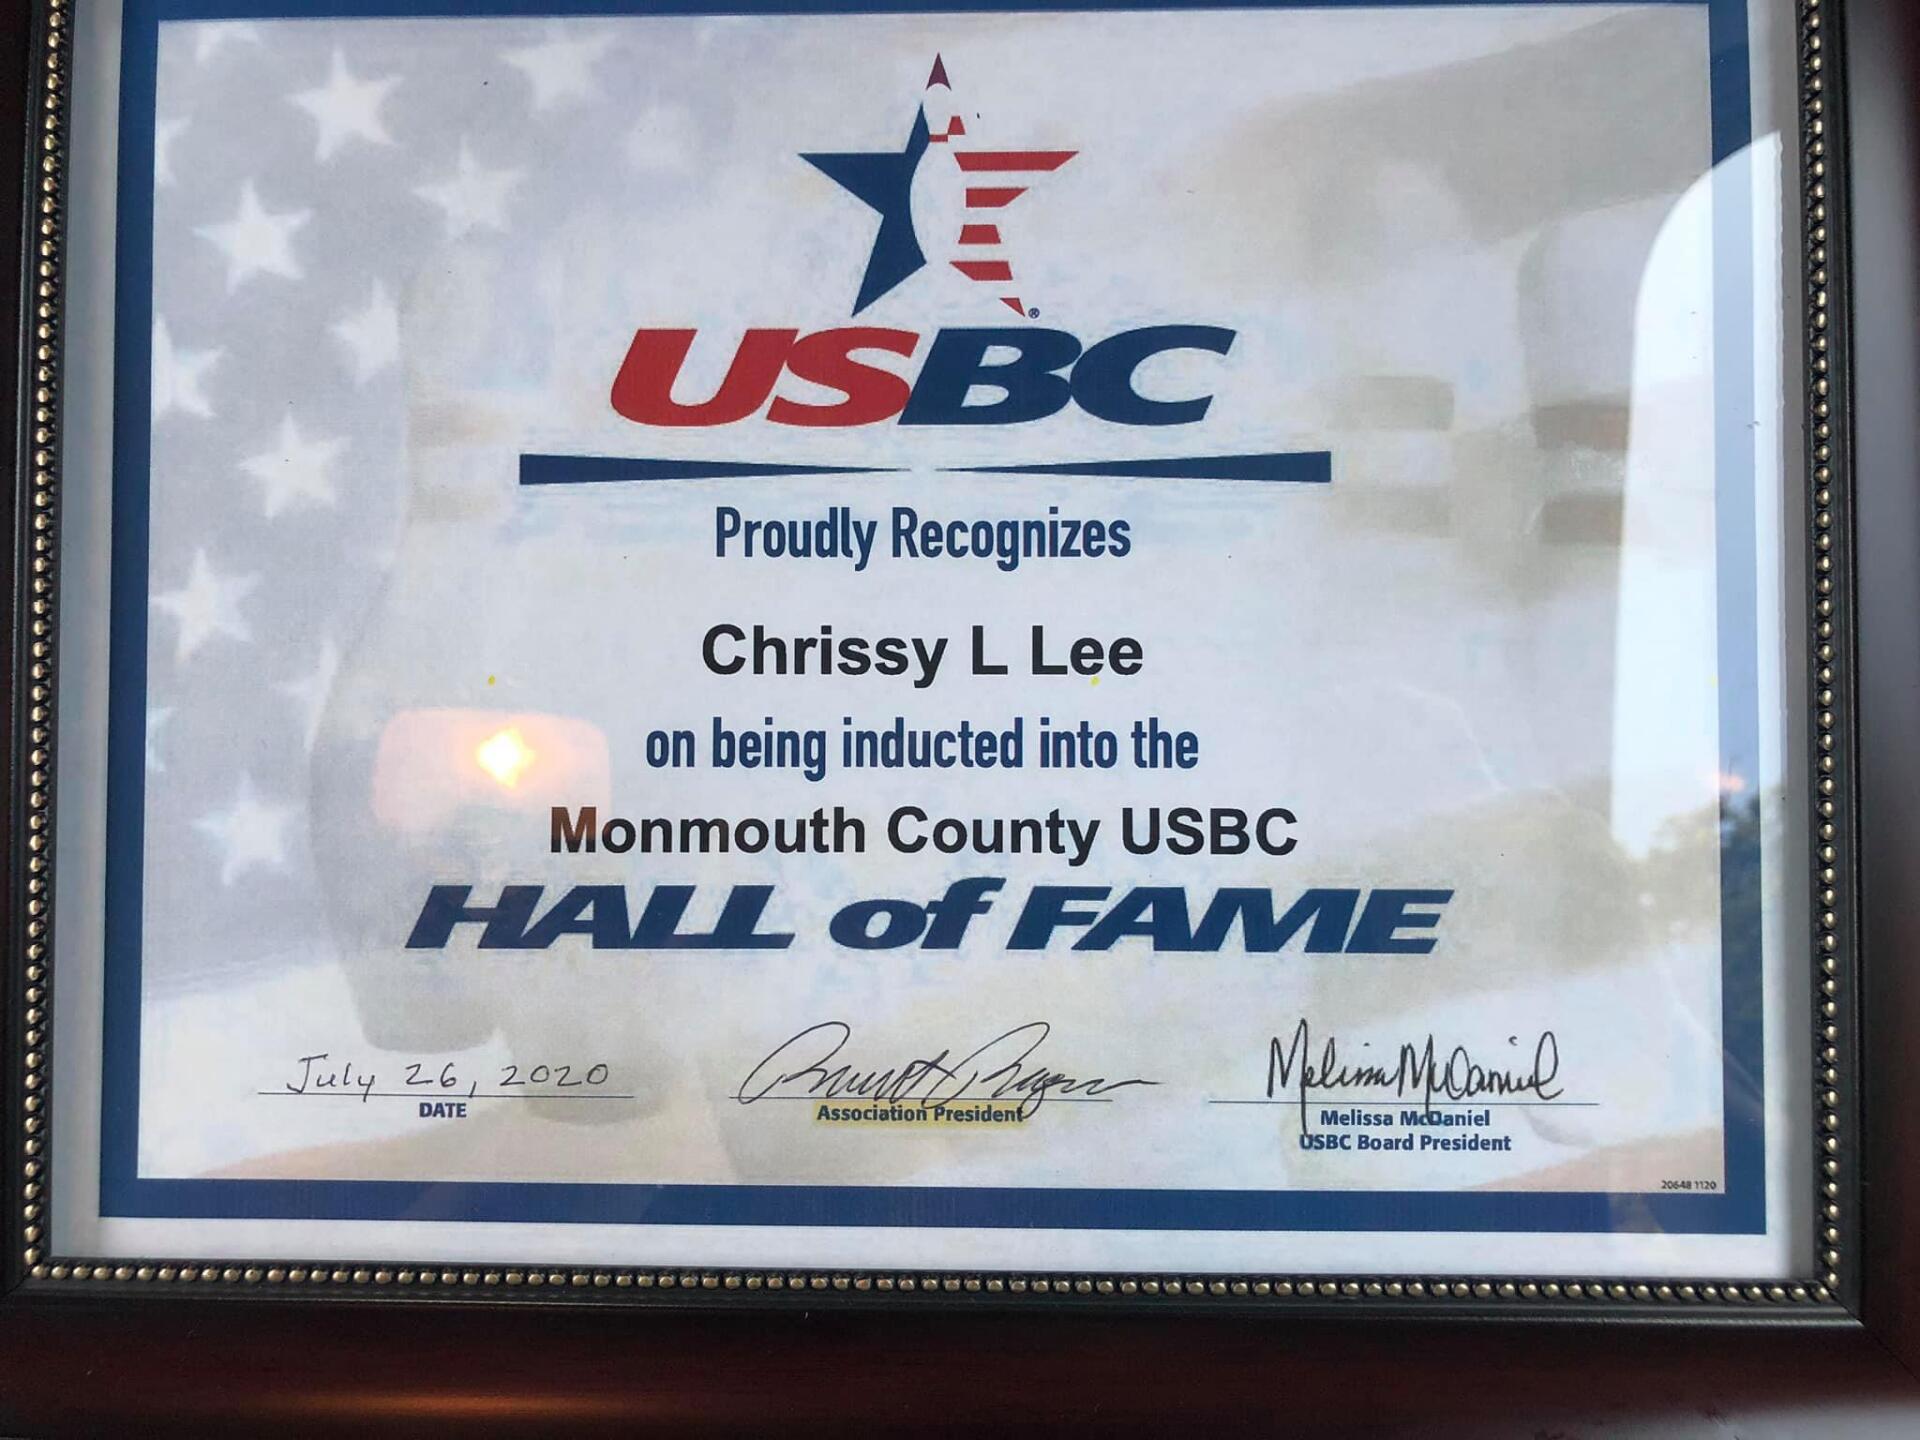 ®
USBC
Proudly Recognizes
Chrissy L Lee
on being inducted into the
Monmouth County USBC
HALL of FAME
July 26, 2020
DATE
Association President
Melissa McDaniel
Melissa McDaniel
USBC Board President
20648 1120